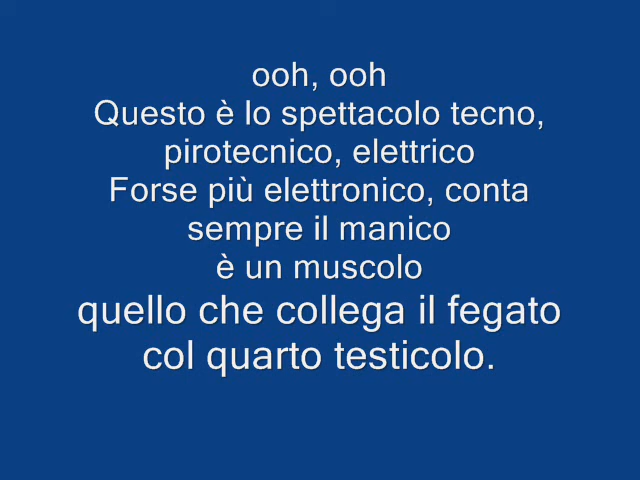 ooh, ooh
Questo è lo spettacolo tecno,
pirotecnico, elettrico
Forse più elettronico, conta
sempre il manico
è un muscolo
quello che collega il fegato
col quarto testicolo.